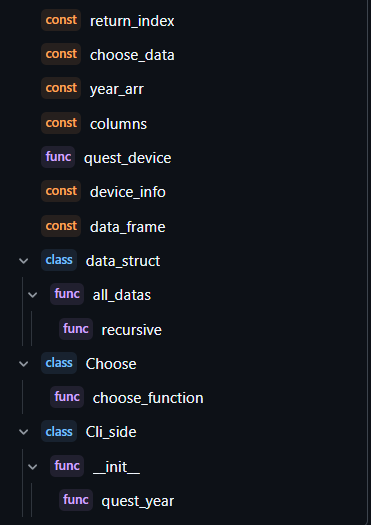 const return_index
const choose_data
const year_arr
const columns
func quest_device
const device_info
const data_frame
class data_struct
func all_datas
func recursive
class Choose
func choose_function
class Cli_side
func __init__
func quest_year